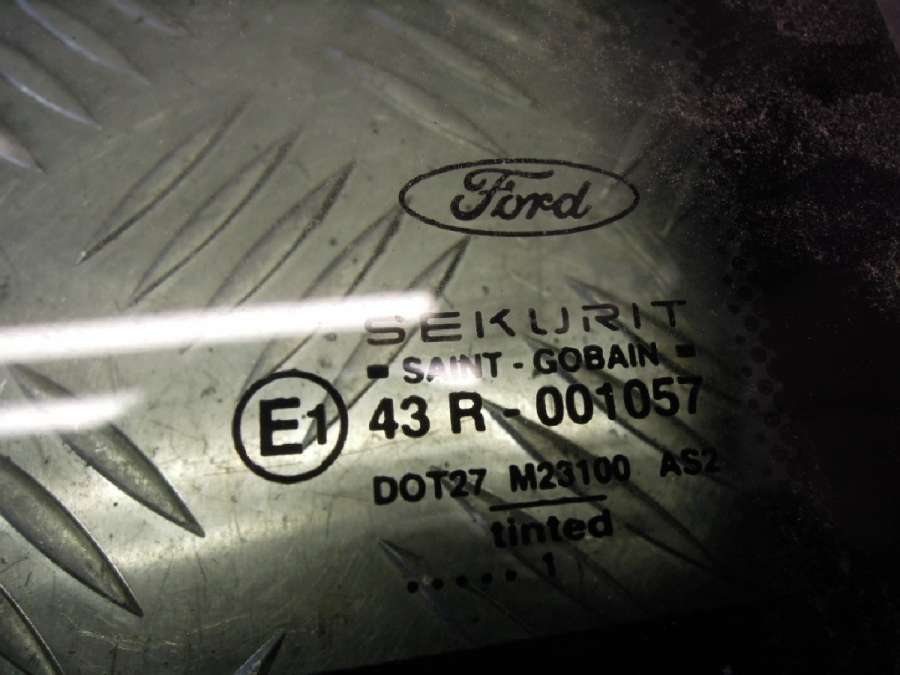 Ford
SEKURIT
SAINT - GOBAIN
E1 43 R - 001057
DOT27 M23100 AS2
tinted
..... 1